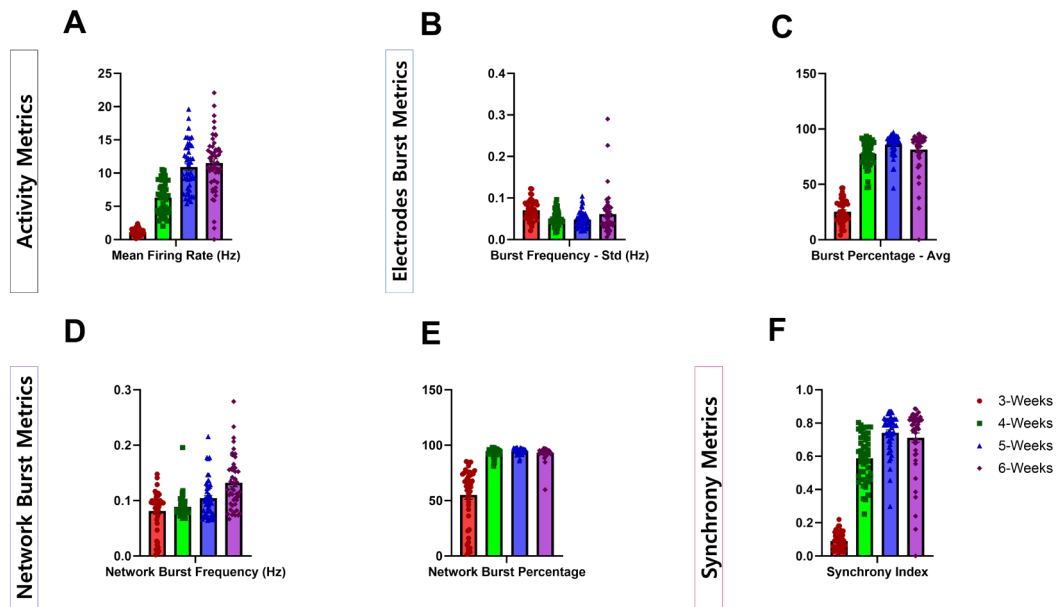 A
B
C
Activity Metrics
25
20
15
10
5
0
Mean Firing Rate (Hz)
Electrodes Burst Metrics
0.4
0.3
0.2
0.1
0.0
Burst Frequency - Std (Hz)
150
100
50
0
Burst Percentage - Avg
D
E
F
Network Burst Metrics
0.3
0.2
0.1
0.0
Network Burst Frequency (Hz)
150
100
50
0
Network Burst Percentage
Synchrony Metrics
1.0
0.8
0.6
0.4
0.2
0.0
Synchrony Index
3-Weeks
4-Weeks
5-Weeks
6-Weeks